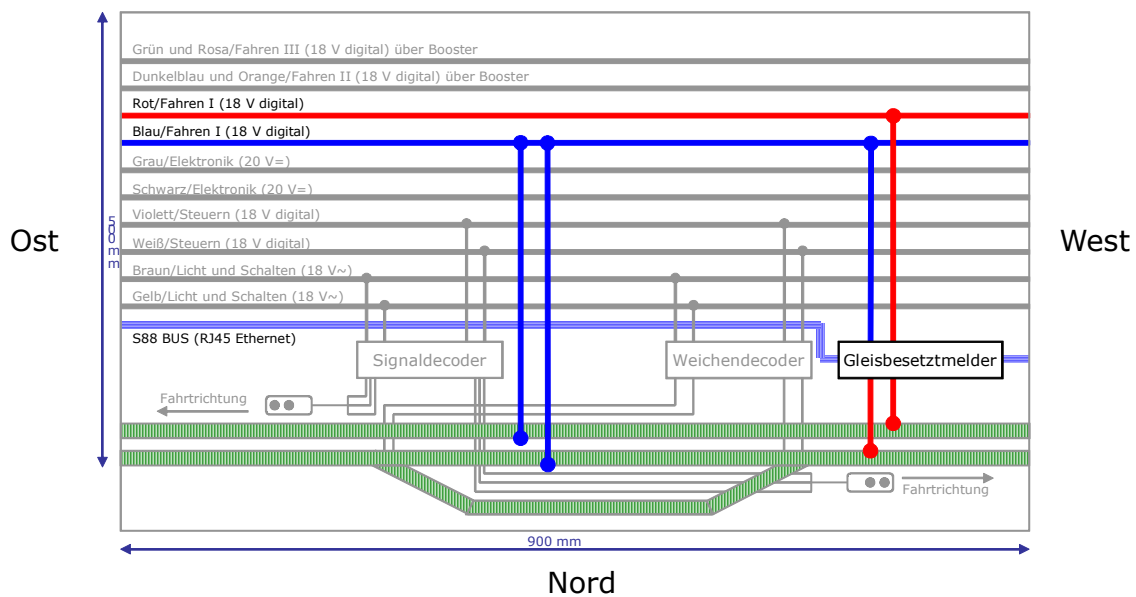 Grün und Rosa/Fahren III (18 V digital) über Booster
Dunkelblau und Orange/Fahren II (18 V digital) über Booster
Rot/Fahren I (18 V digital)
Blau/Fahren I (18 V digital)
Grau/Elektronik (20 V=)
Schwarz/Elektronik (20 V=)
Violett/Steuern (18 V digital)
Weiß/Steuern (18 V digital)
Braun/Licht und Schalten (18 V~)
Gelb/Licht und Schalten (18 V~)
500 mm
Ost
West
S88 BUS (RJ45 Ethernet)
Signaldecoder
Weichendecoder
Gleisbesetztmelder
Fahrtrichtung
Fahrtrichtung
900 mm
Nord